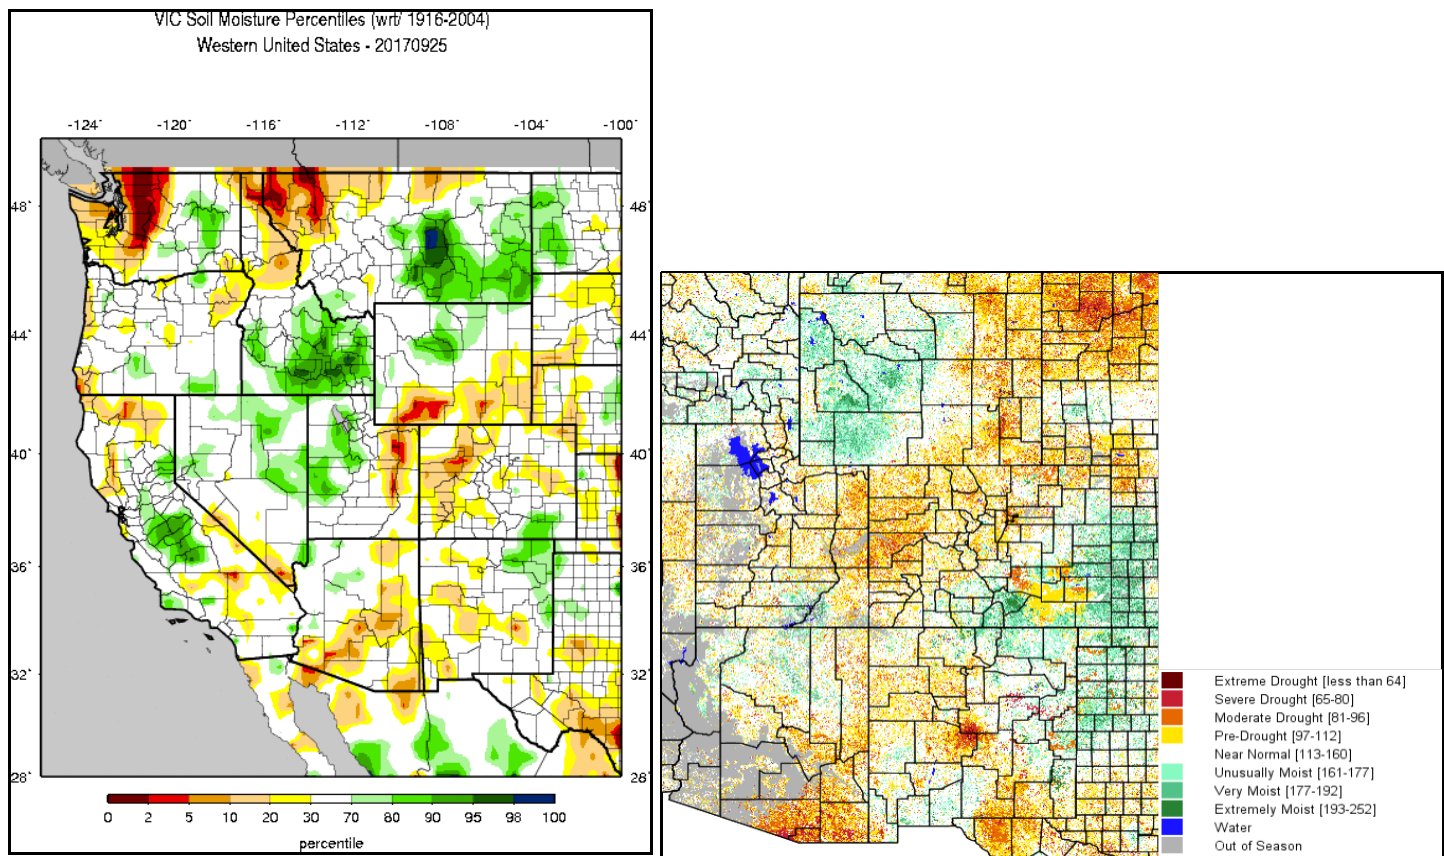 VIC Soil Moisture Percentiles (wrt/ 1916-2004)
Western United States - 20170925
-124° -120° -116° -112° -108° -104° -100°
48° 48°
44° 44°
40° 40°
36° 36°
32° 32°
28° 28°
0 2 5 10 20 30 70 80 90 95 98 100
percentile
Extreme Drought [less than 64]
Severe Drought [65-80]
Moderate Drought [81-96]
Pre-Drought [97-112]
Near Normal [113-160]
Unusually Moist [161-177]
Very Moist [177-192]
Extremely Moist [193-252]
Water
Out of Season